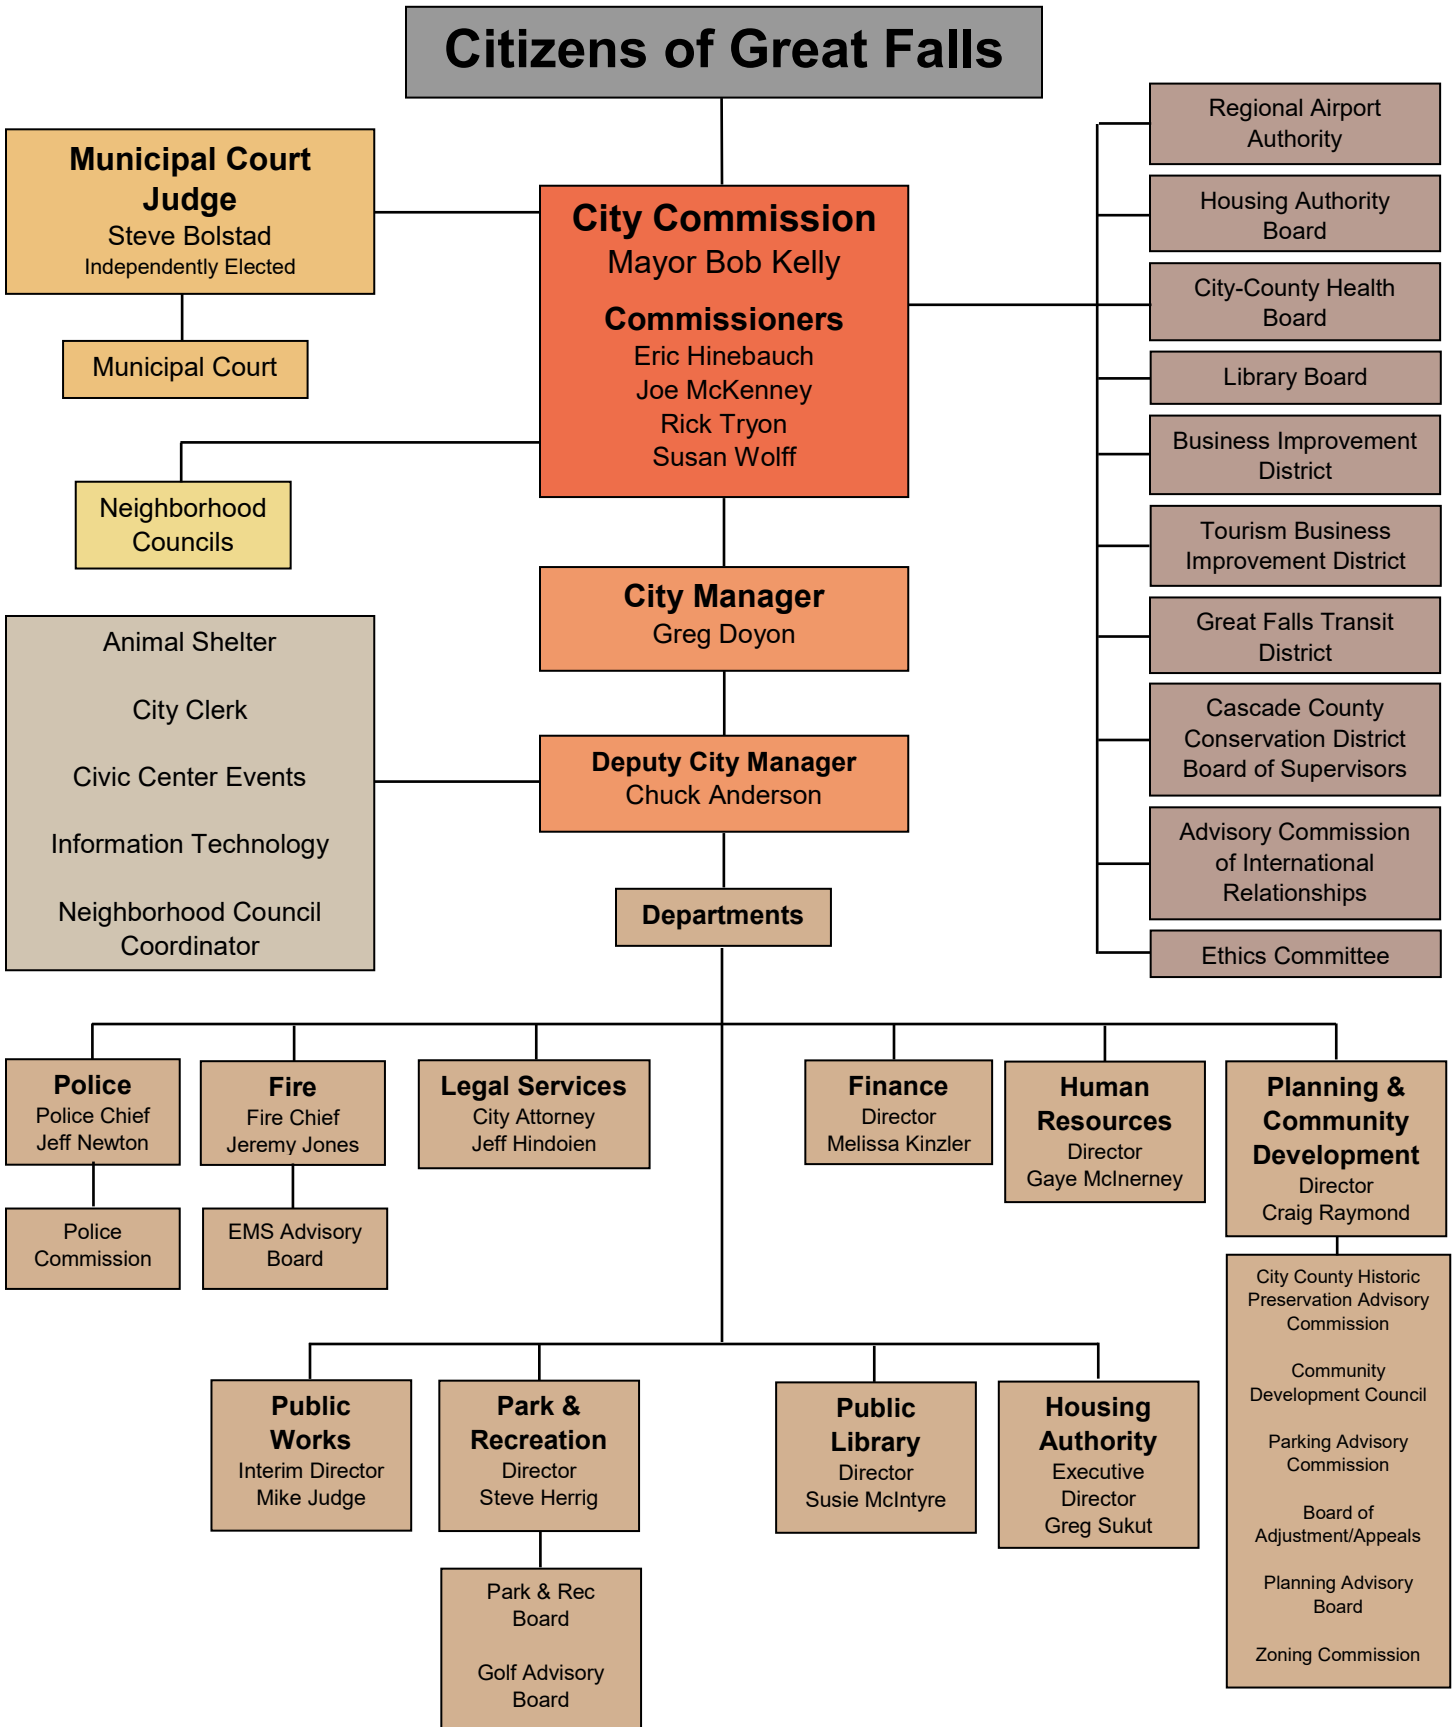 Citizens of Great Falls
Municipal Court
Judge
Steve Bolstad
Independently Elected
Municipal Court
Neighborhood
Councils
City Commission
Mayor Bob Kelly
Commissioners
Eric Hinebauch
Joe McKenney
Rick Tryon
Susan Wolff
Regional Airport
Authority
Housing Authority
Board
City-County Health
Board
Library Board
Business Improvement
District
Tourism Business
Improvement District
Great Falls Transit
District
Cascade County
Conservation District
Board of Supervisors
Advisory Commission
of International
Relationships
Ethics Committee
City Manager
Greg Doyon
Deputy City Manager
Chuck Anderson
Animal Shelter
City Clerk
Civic Center Events
Information Technology
Neighborhood Council
Coordinator
Departments
Police
Police Chief
Jeff Newton
Police
Commission
Fire
Fire Chief
Jeremy Jones
EMS Advisory
Board
Legal Services
City Attorney
Jeff Hindoien
Finance
Director
Melissa Kinzler
Human
Resources
Director
Gaye McInerney
Planning &
Community
Development
Director
Craig Raymond
City County Historic
Preservation Advisory
Commission
Community
Development Council
Parking Advisory
Commission
Board of
Adjustment/Appeals
Planning Advisory
Board
Zoning Commission
Public
Works
Interim Director
Mike Judge
Park &
Recreation
Director
Steve Herrig
Park & Rec
Board
Golf Advisory
Board
Public
Library
Director
Susie McIntyre
Housing
Authority
Executive
Director
Greg Sukut